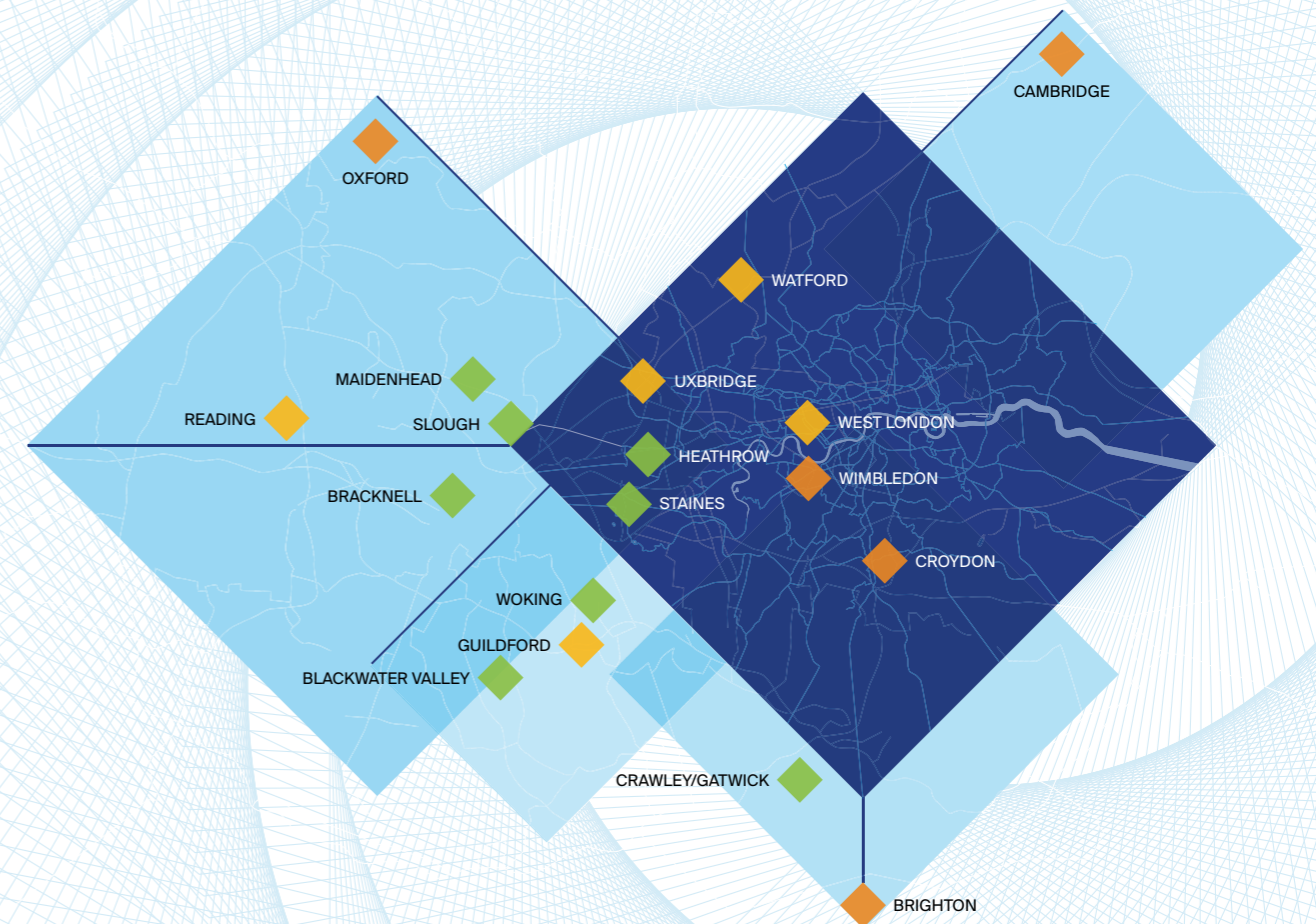 CAMBRIDGE
OXFORD
WATFORD
MAIDENHEAD
UXBRIDGE
READING
SLOUGH
WEST LONDON
HEATHROW
WIMBLEDON
BRACKNELL
STAINES
CROYDON
WOKING
GUILDFORD
BLACKWATER VALLEY
CRAWLEY/GATWICK
BRIGHTON